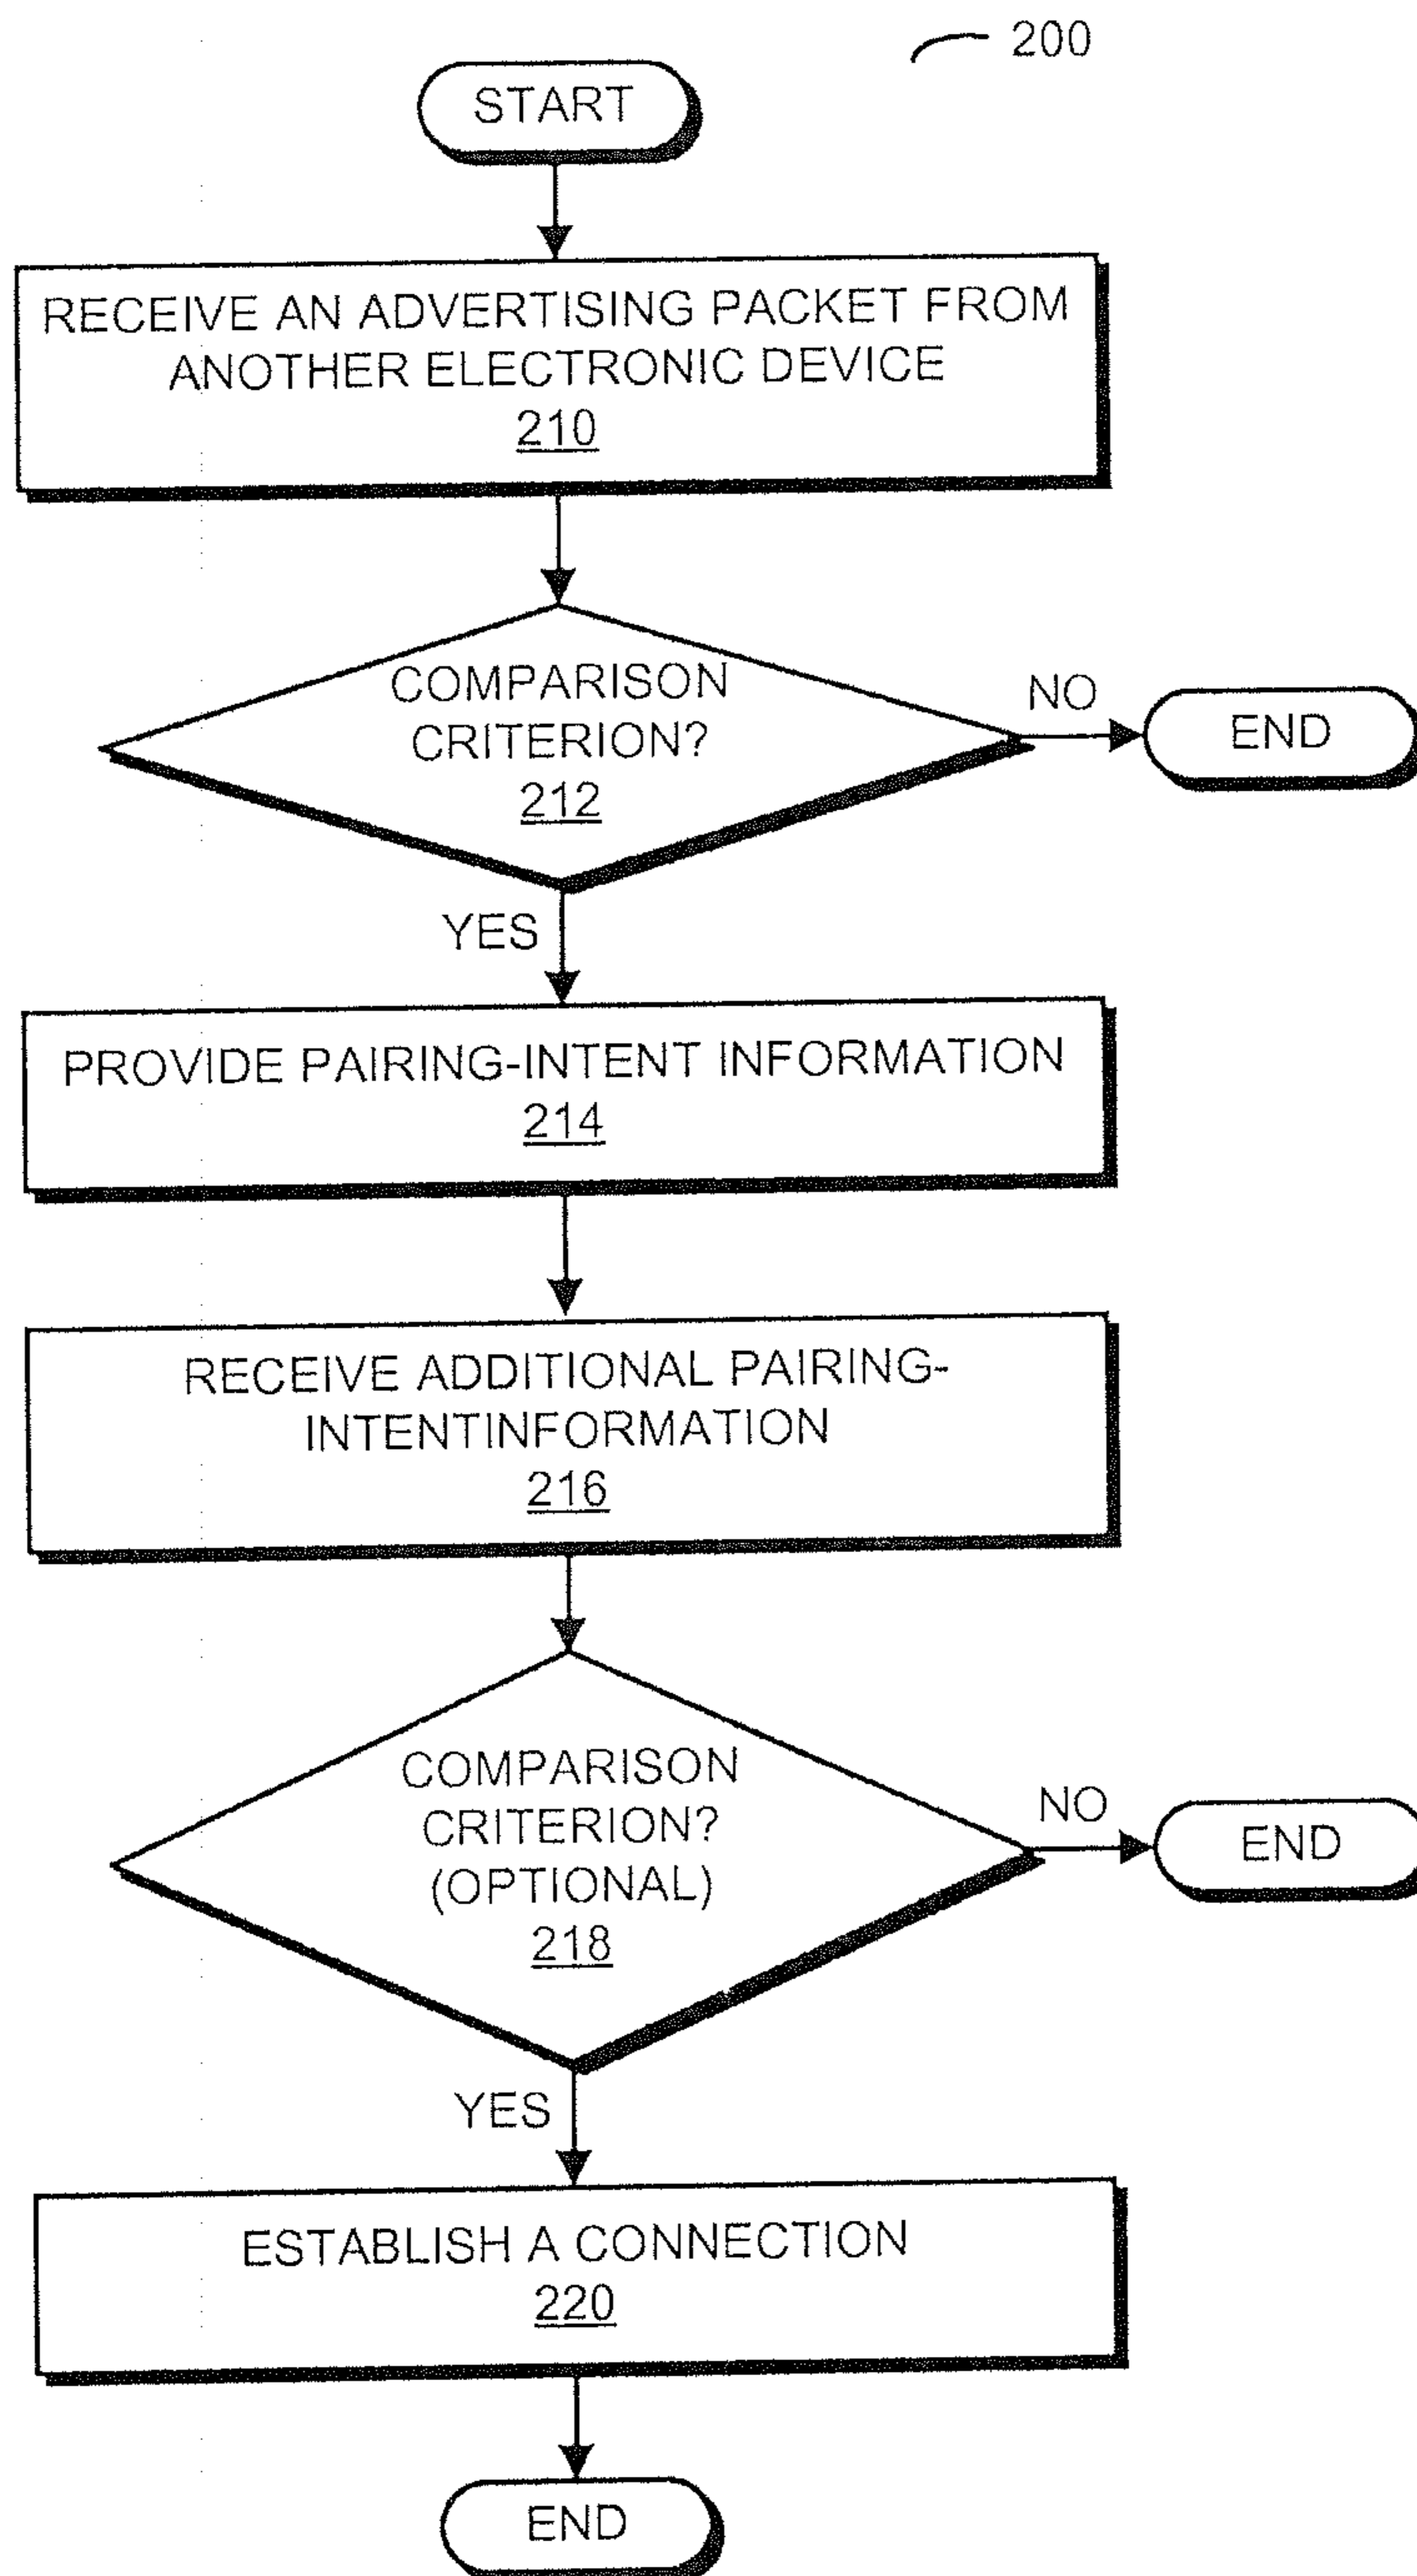 200
START
RECEIVE AN ADVERTISING PACKET FROM
ANOTHER ELECTRONIC DEVICE
210
COMPARISON
CRITERION?
212
NO
END
YES
PROVIDE PAIRING-INTENT INFORMATION
214
RECEIVE ADDITIONAL PAIRING-
INTENTINFORMATION
216
COMPARISON
CRITERION?
(OPTIONAL)
218
NO
END
YES
ESTABLISH A CONNECTION
220
END